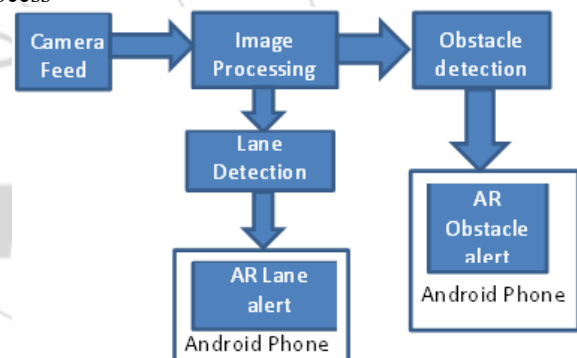 Camera
Feed
Image
Processing
Obstacle
detection
Lane
Detection
AR
Obstacle
alert
Android Phone
AR Lane
alert
Android Phone